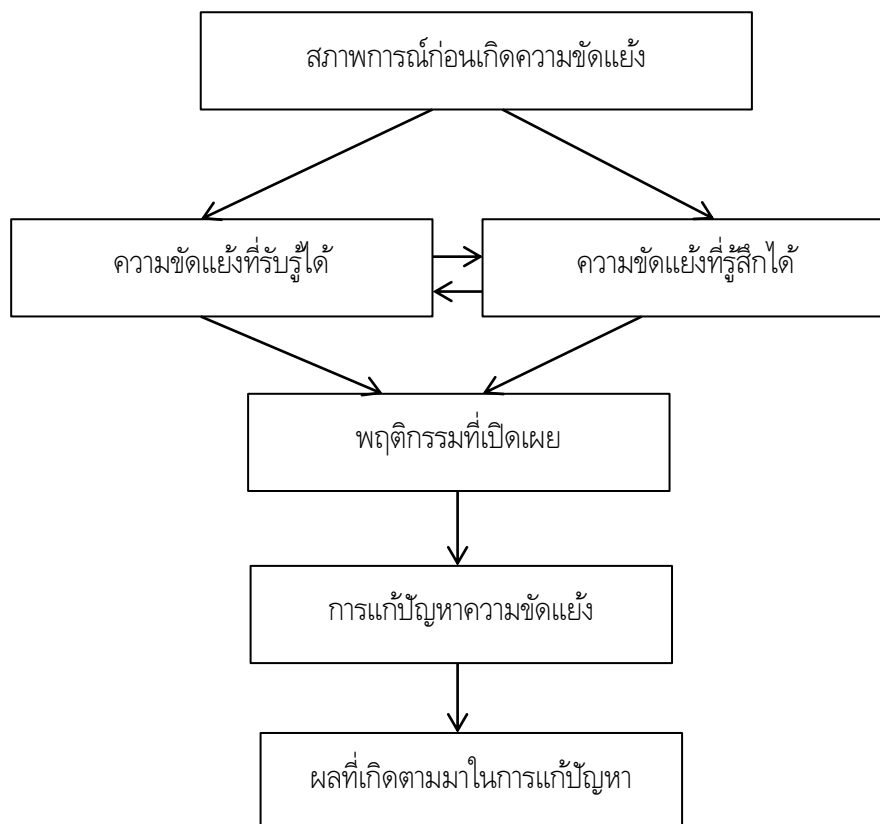 สภาพการณ์ก่อนเกิดความขัดแย้ง
ความขัดแย้งที่รับรู้ได้
ความขัดแย้งที่รู้สึกได้
พฤติกรรมที่เปิดเผย
การแก้ปัญหาความขัดแย้ง
ผลที่เกิดตามมาในการแก้ปัญหา